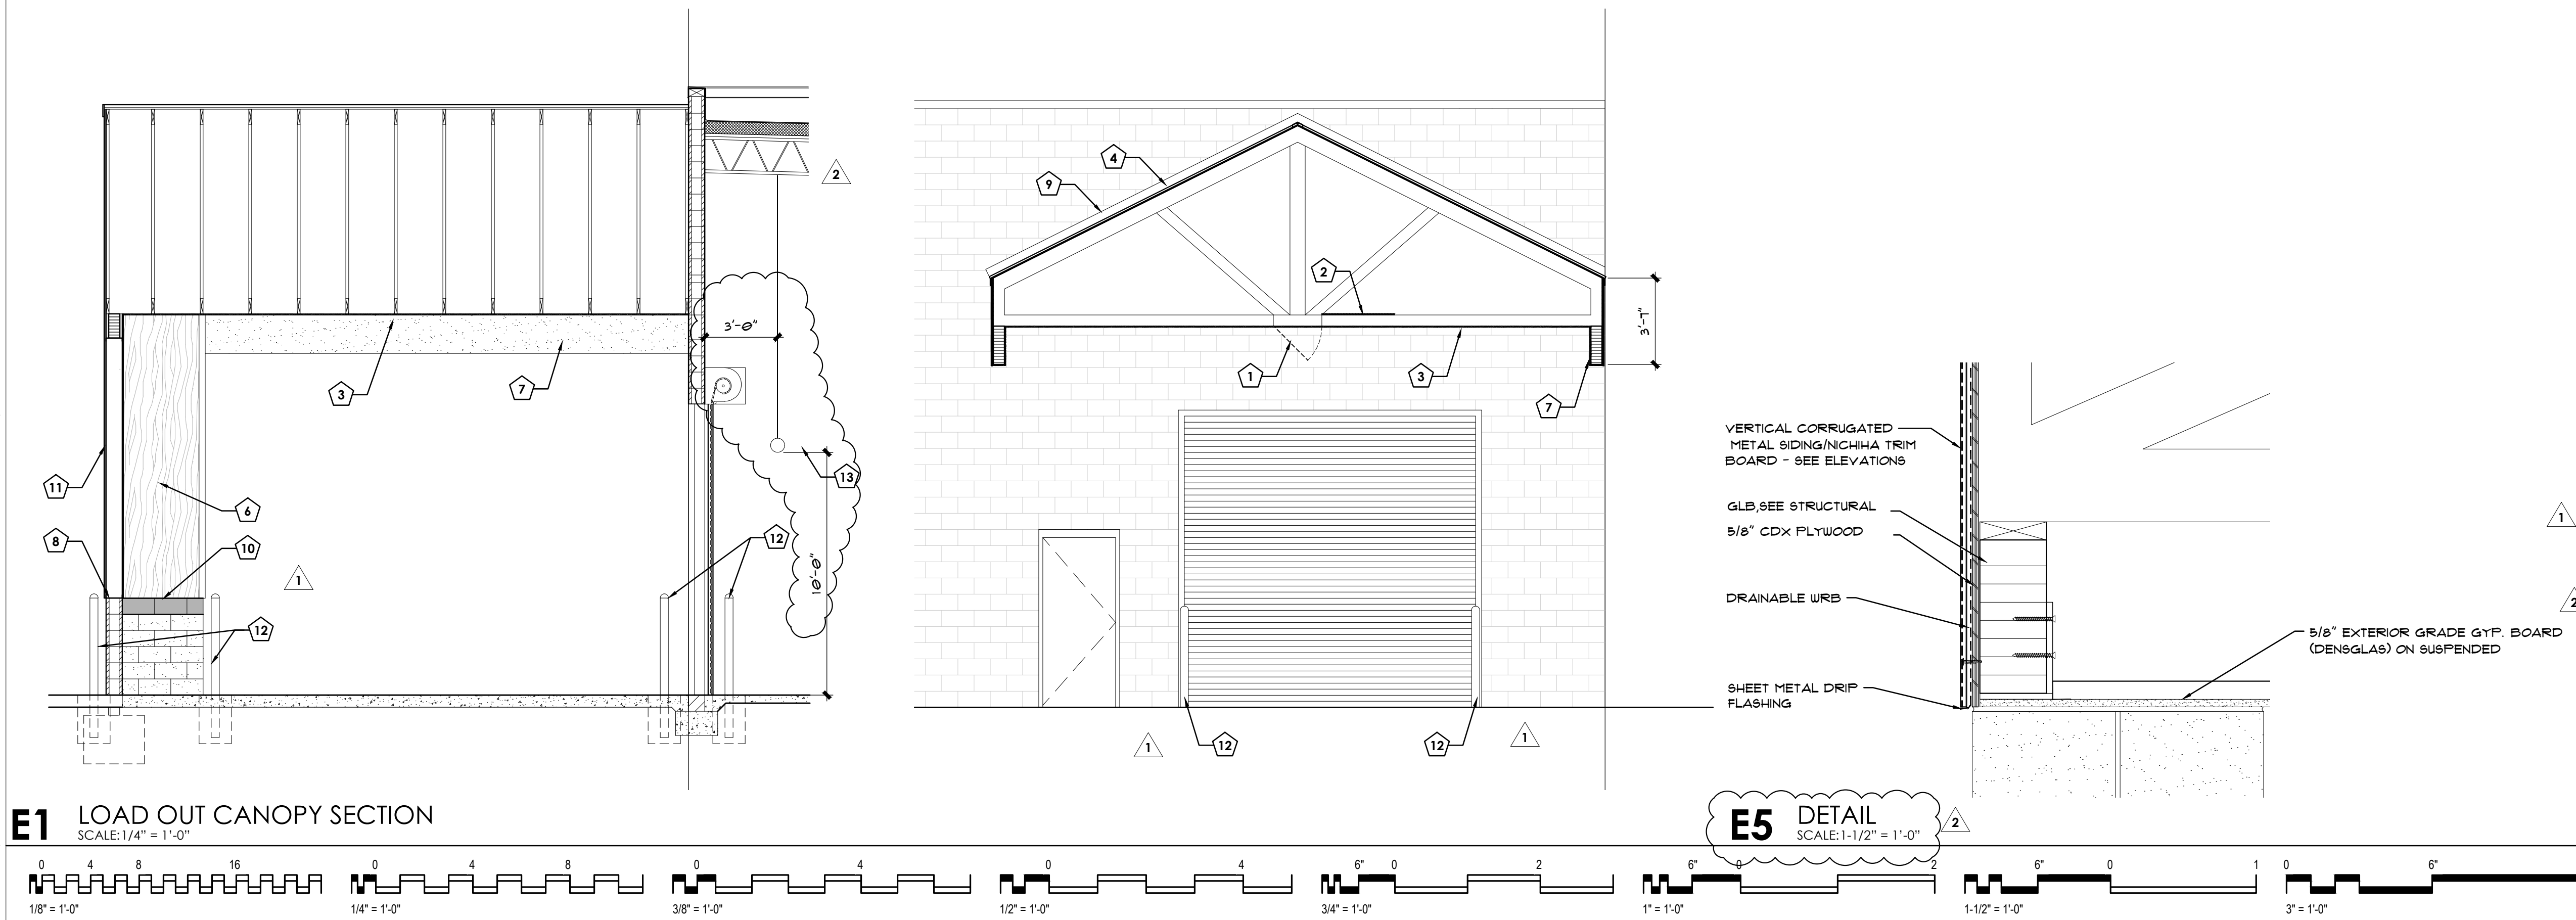 4
9
2
2
3'-0"
3'-7"
1
3
7
3
7
13
11
6
8
10
12
10'-0"
1
12
12
12
1
1
VERTICAL CORRUGATED
METAL SIDING/NICHIHA TRIM
BOARD - SEE ELEVATIONS
GLB,SEE STRUCTURAL
5/8" CDX PLYWOOD
DRAINABLE WRB
SHEET METAL DRIP
FLASHING
5/8" EXTERIOR GRADE GYP. BOARD
(DENSGLAS) ON SUSPENDED
1
2
E1 LOAD OUT CANOPY SECTION
SCALE:1/4" = 1'-0"
E5 DETAIL
SCALE:1-1/2" = 1'-0"
2
0 4 8 16
1/8" = 1'-0"
0 4 8
1/4" = 1'-0"
0 4
3/8" = 1'-0"
0 4
1/2" = 1'-0"
6" 0 2
3/4" = 1'-0"
6" 0 2
1" = 1'-0"
6" 0 1
1-1/2" = 1'-0"
0 6"
3" = 1'-0"